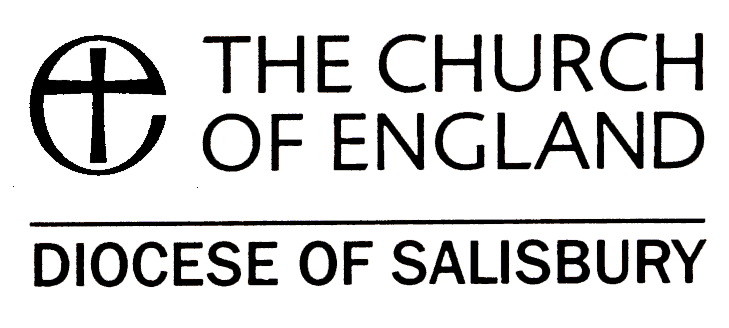 THE CHURCH
OF ENGLAND
DIOCESE OF SALISBURY